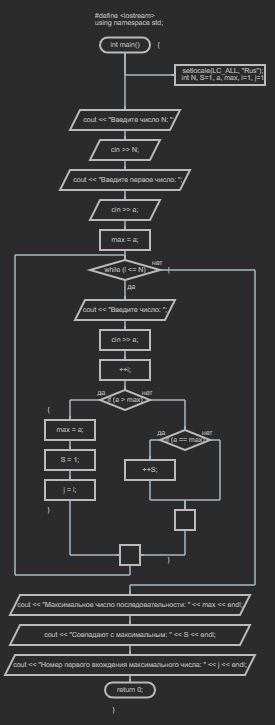 #define <iostream>
using namespace std;
int main()
{
setlocale(LC_ALL, "Rus");
int N, S=1, a, max, i=1, j=1
cout << "Введите число N: ";
cin >> N;
cout << "Введите первое число: ";
cin >> a;
max = a;
while (i <= N)
нет
{
да
cout << "Введите число: ";
cin >> a;
++i;
да
if (a > max)
нет
{
max = a;
S = 1;
j = i;
}
да
(a == max)
нет
++S;
}
cout << "Максимальное число последовательности: " << max << endl;
cout << "Совпадают с максимальным: " << S << endl;
cout << "Номер первого вхождения максимального числа: " << j << endl;
return 0;
}